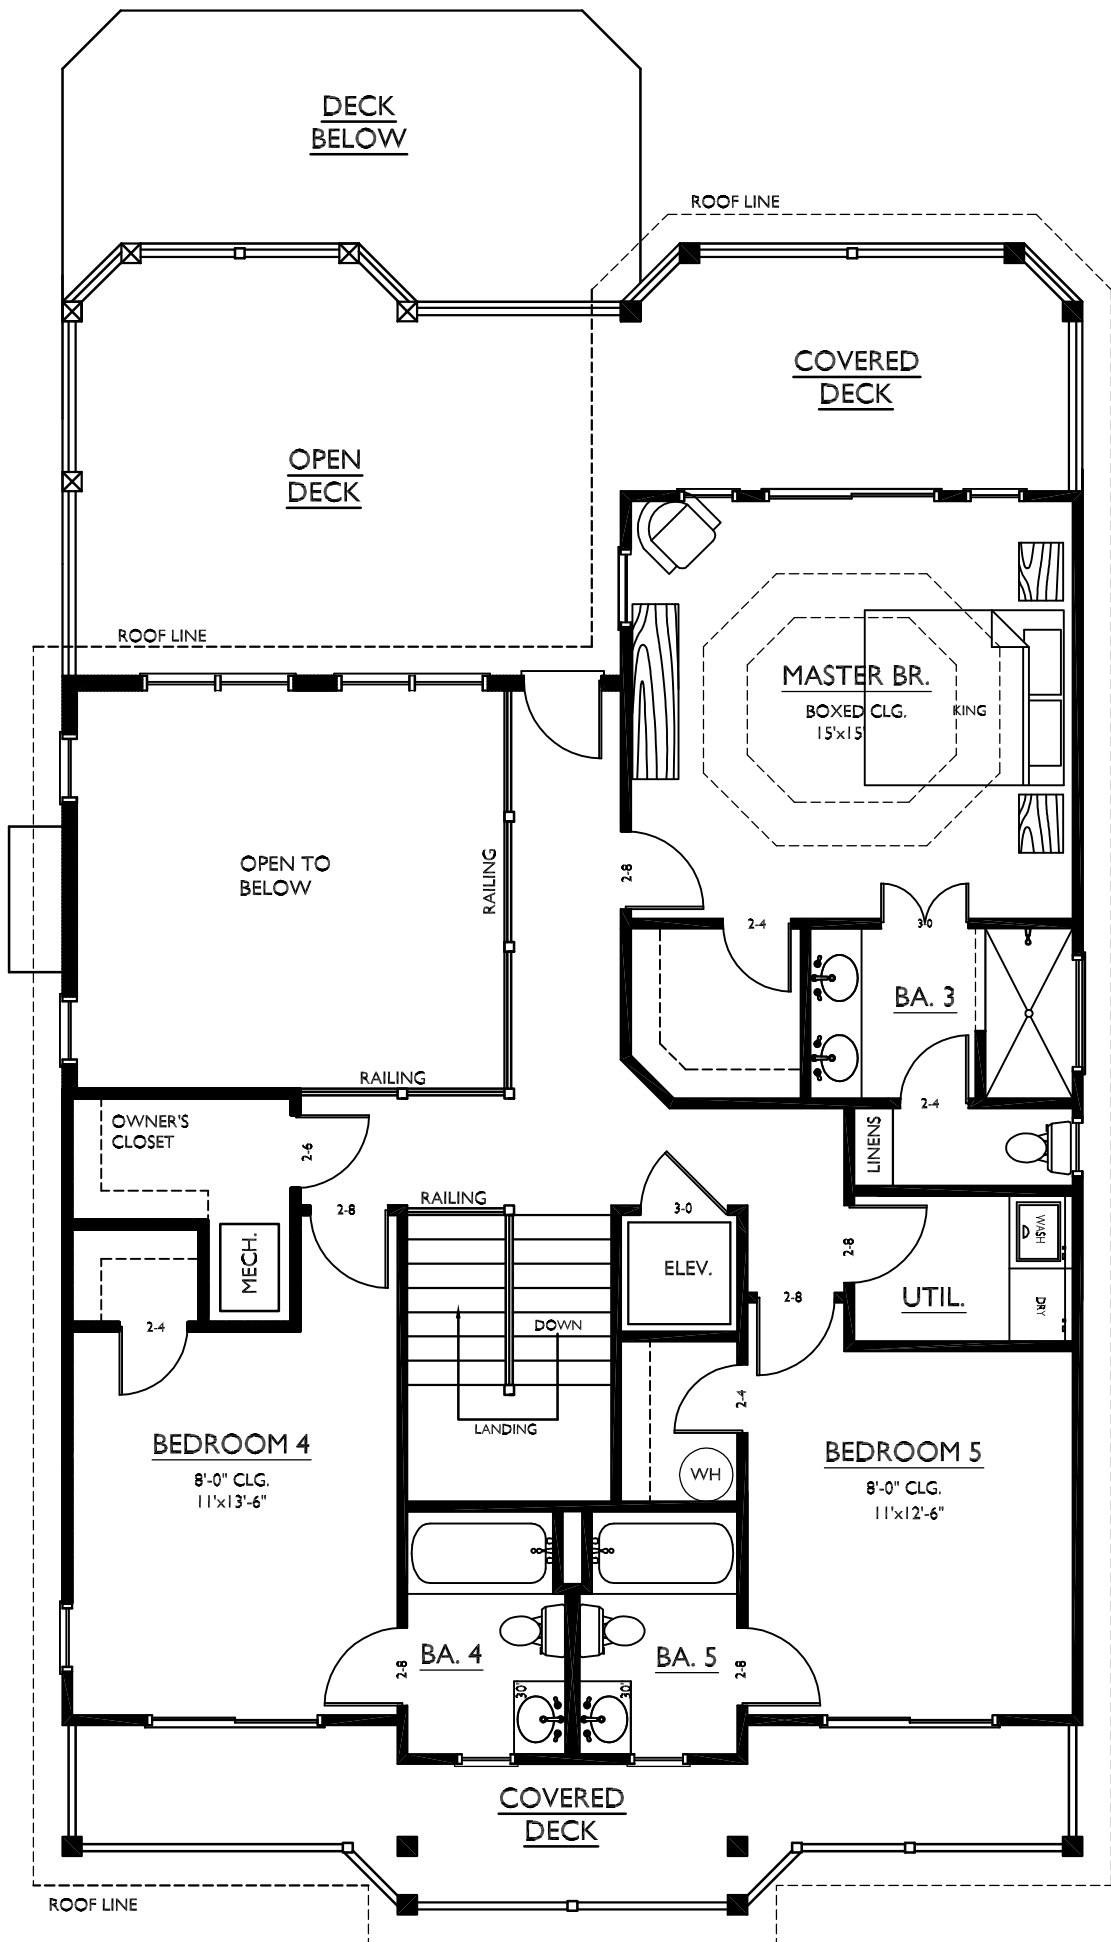 DECK
BELOW
ROOF LINE
COVERED
DECK
OPEN
DECK
ROOF LINE
MASTER BR.
BOXED CLG.
15'x15'
KING
OPEN TO
BELOW
RAILING
2-8
2-4
3-0
BA. 3
RAILING
2-4
OWNER'S
CLOSET
2-6
LINENS
RAILING
2-8
3-0
WASH
MECH.
2-8
ELEV.
UTIL.
2-8
DRY
2-4
DOWN
2-4
LANDING
BEDROOM 4
8'-0" CLG.
11'x13'-6"
BEDROOM 5
8'-0" CLG.
11'x12'-6"
WH
BA. 4
BA. 5
2-8
2-8
30"
30"
COVERED
DECK
ROOF LINE